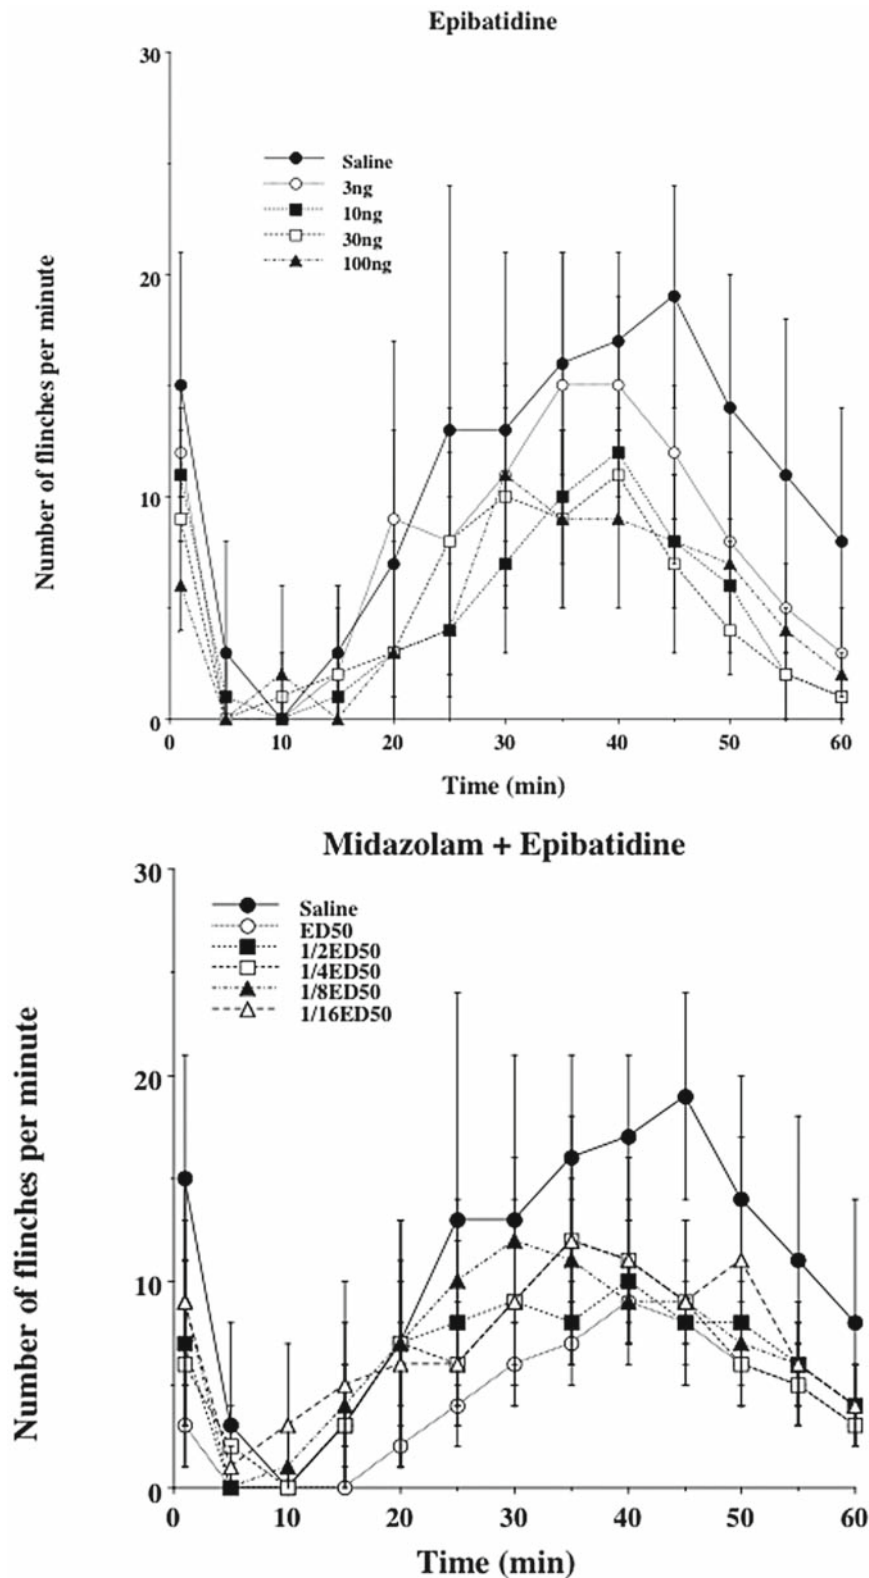 Epibatidine
30
Saline
3ng
10ng
30ng
100ng
20
10
0
Number of flinches per minute
0 10 20 30 40 50 60
Time (min)
Midazolam + Epibatidine
30
Saline
ED50
1/2ED50
1/4ED50
1/8ED50
1/16ED50
20
10
0
Number of flinches per minute
0 10 20 30 40 50 60
Time (min)